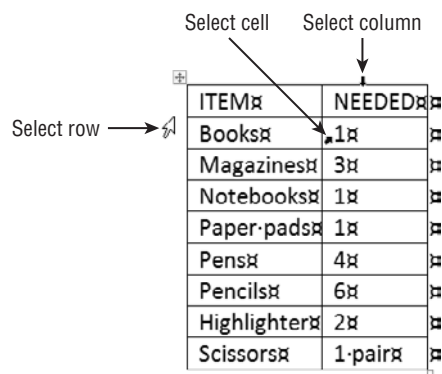 Select cell Select column
ITEM¤ NEEDED¤ ¤
Select row Books¤ 1¤ ¤
Magazines¤ 3¤ ¤
Notebooks¤ 1¤ ¤
Paper·pads¤ 1¤ ¤
Pens¤ 4¤ ¤
Pencils¤ 6¤ ¤
Highlighter¤ 2¤ ¤
Scissors¤ 1·pair¤ ¤